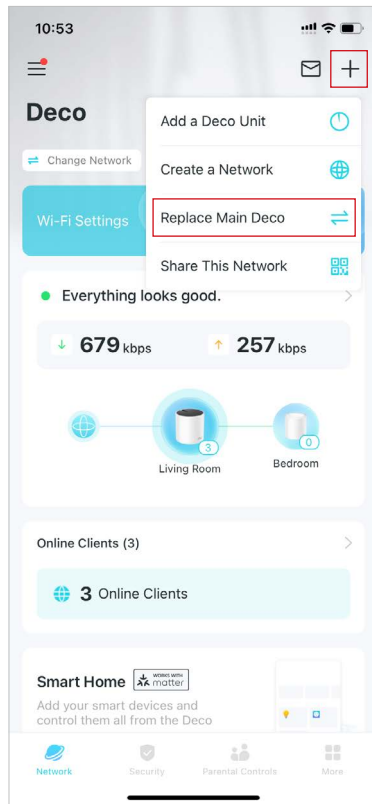 10:53
Deco
Add a Deco Unit
Change Network
Create a Network
Wi-Fi Settings
Replace Main Deco
Share This Network
Everything looks good.
679 kbps
257 kbps
3
0
Living Room
Bedroom
Online Clients (3)
3 Online Clients
Smart Home
WORKS WITH
matter
Add your smart devices and
control them all from the Deco
Network
Security
Parental Controls
More